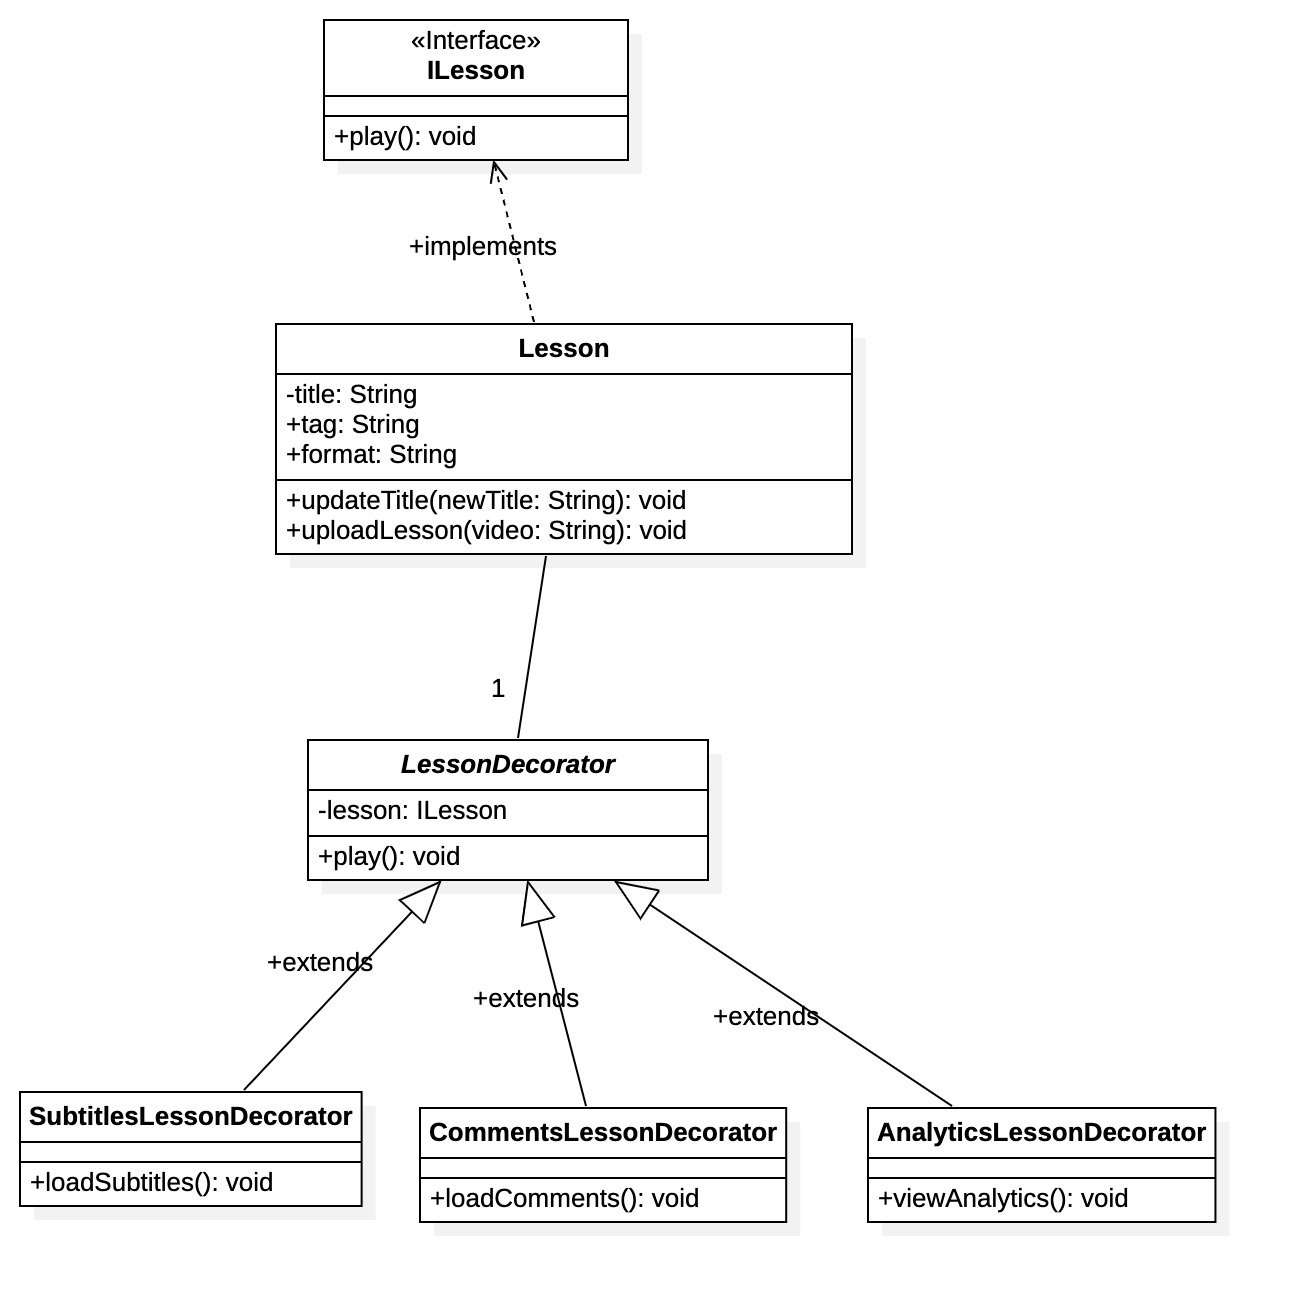 «Interface»
ILesson
+play(): void
+implements
Lesson
-title: String
+tag: String
+format: String
+updateTitle(newTitle: String): void
+uploadLesson(video: String): void
1
LessonDecorator
-lesson: ILesson
+play(): void
+extends
+extends
+extends
SubtitlesLessonDecorator
+loadSubtitles(): void
CommentsLessonDecorator
+loadComments(): void
AnalyticsLessonDecorator
+viewAnalytics(): void